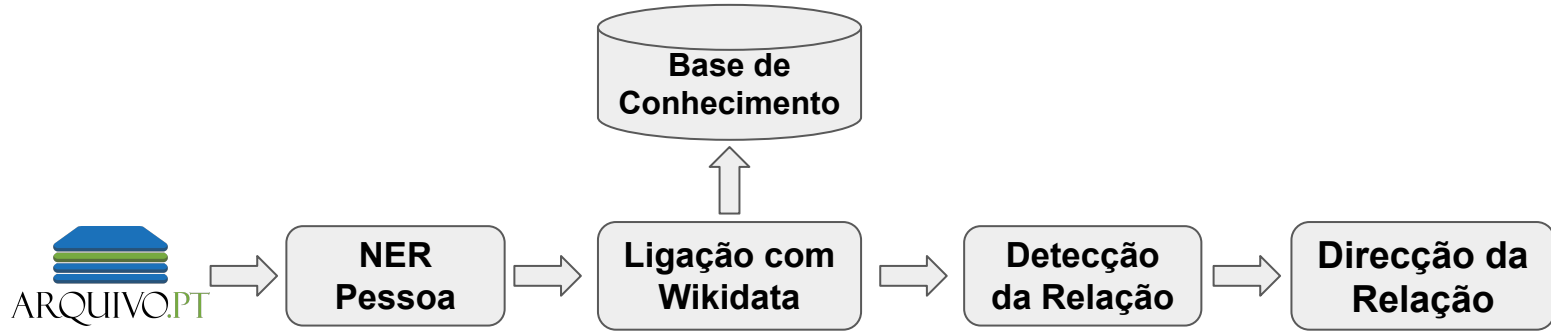 Base de
Conhecimento
ARQUIVO.PT
NER
Pessoa
Ligação com
Wikidata
Detecção
da Relação
Direcção da
Relação